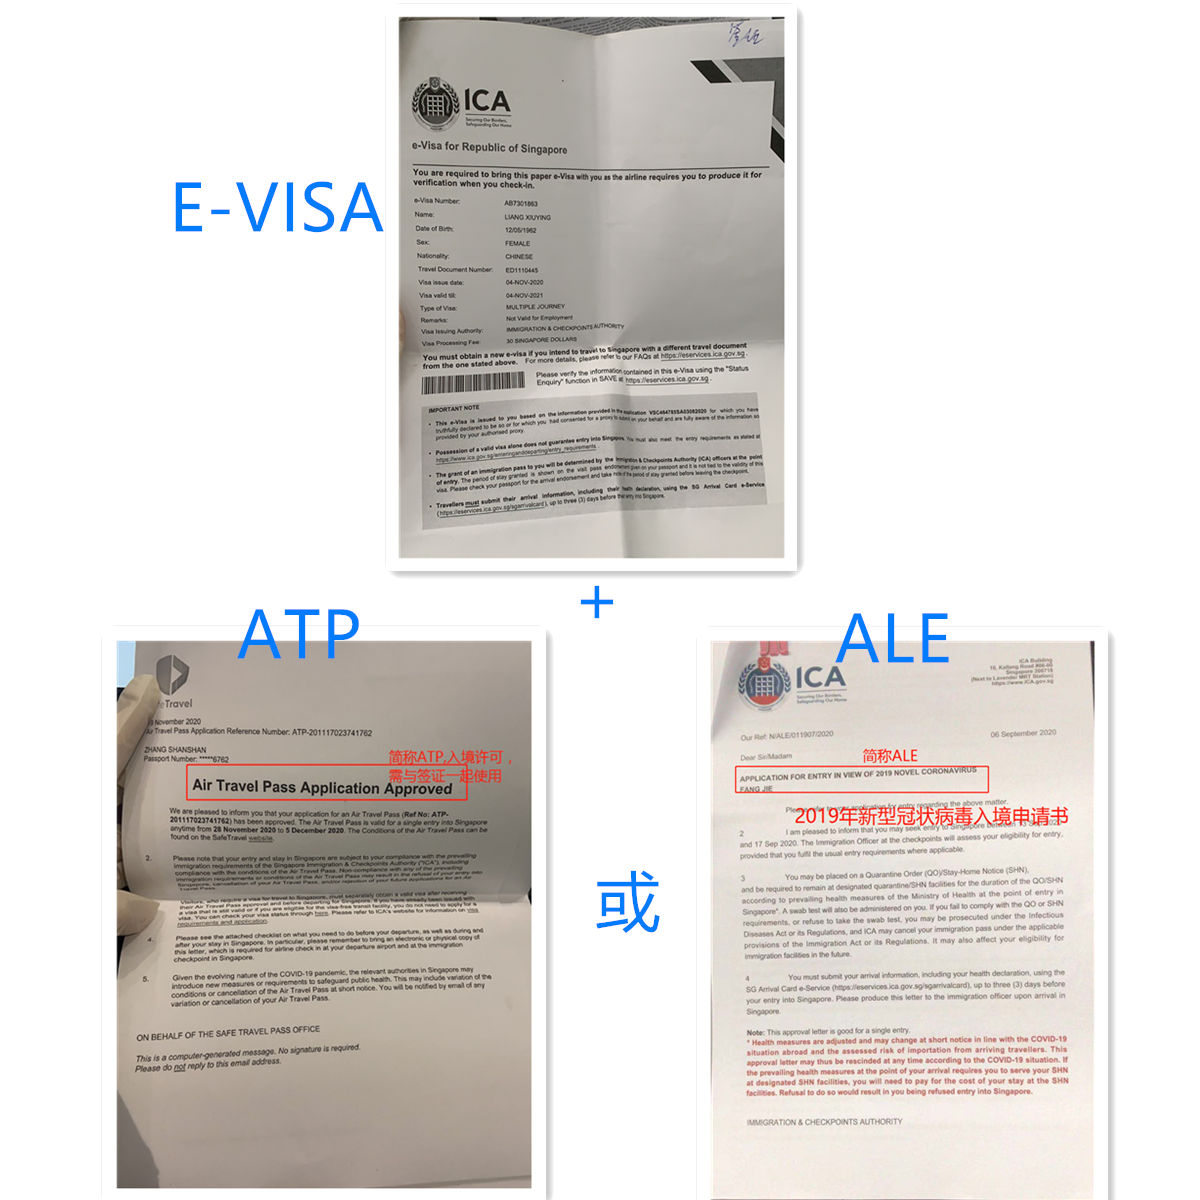 ICA
Securing Our Borders,
Safeguarding Our Home
e-Visa for Republic of Singapore
You are required to bring this paper e-Visa with you as the airline requires you to produce it for
verification when you check-in.
e-Visa Number: AB7301863
Name: LIANG XIUYING
Date of Birth: 12/05/1962
Sex: FEMALE
Nationality: CHINESE
Travel Document Number: ED1110445
Visa issue date: 04-NOV-2020
Visa valid till: 04-NOV-2021
Type of Visa: MULTIPLE JOURNEY
Remarks: Not Valid for Employment
Visa Issuing Authority: IMMIGRATION & CHECKPOINTS AUTHORITY
Visa Processing Fee: 30 SINGAPORE DOLLARS
You must obtain a new e-visa if you intend to travel to Singapore with a different travel document
from the one stated above. For more details, please refer to our FAQs at https://eservices.ica.gov.sg.
Please verify the information contained in this e-Visa using the "Status
Enquiry" function in SAVE at https://eservices.ica.gov.sg.
IMPORTANT NOTE
• This e-Visa is issued to you based on the information provided in the application VSC464765SA03082020 for which you have
truthfully declared to be so or for which you had consented for a proxy to submit on your behalf and are fully aware of the information so
provided by your authorised proxy.
• Possession of a valid visa alone does not guarantee entry into Singapore. You must also meet the entry requirements as stated at
https://www.ica.gov.sg/enteringanddeparting/entry_requirements.
• The grant of an immigration pass to you will be determined by the Immigration & Checkpoints Authority (ICA) officers at the point
of entry. The period of stay granted is shown on the visit pass endorsement given on your passport and it is not tied to the validity of this
visa. Please check your passport for the arrival endorsement and take note of the period of stay granted before leaving the checkpoint.
• Travellers must submit their arrival information, including their health declaration, using the SG Arrival Card e-Service
(https://eservices.ica.gov.sg/sgarrivalcard), up to three (3) days before their entry into Singapore.
E-VISA
+
ATP
Travel
November 2020
Air Travel Pass Application Reference Number: ATP-201117023741762
ZHANG SHANSHAN
Passport Number: *****6762
简称ATP,入境许可，
需与签证一起使用
Air Travel Pass Application Approved
We are pleased to inform you that your application for an Air Travel Pass (Ref No: ATP-
201117023741762) has been approved. The Air Travel Pass is valid for a single entry into Singapore
anytime from 28 November 2020 to 5 December 2020. The Conditions of the Air Travel Pass can be
found on the SafeTravel website.
2. Please note that your entry and stay in Singapore are subject to your compliance with the prevailing
immigration requirements of the Singapore Immigration & Checkpoints Authority ("ICA"), including
compliance with the conditions of the Air Travel Pass. Non-compliance with any of the prevailing
immigration requirements or conditions of the Air Travel Pass may result in the refusal of your entry into
Singapore, cancellation of your Air Travel Pass, and/or rejection of your future applications for an Air
Travel Pass.
Visitors, who require a visa for travel to Singapore, must separately obtain a valid visa after receiving
their Air Travel Pass approval and before departing for Singapore. If you have already been issued with
a visa that is still valid or if you are eligible for the visa-free transit facility, you do not need to apply for a
visa. You can check your visa status through here. Please refer to ICA's website for information on visa
requirements and application.
4. Please see the attached checklist on what you need to do before your departure, as well as during and
after your stay in Singapore. In particular, please remember to bring an electronic or physical copy of
this letter, which is required for airline check in at your departure airport and at the immigration
checkpoint in Singapore.
5. Given the evolving nature of the COVID-19 pandemic, the relevant authorities in Singapore may
introduce new measures or requirements to safeguard public health. This may include variation of the
conditions or cancellation of the Air Travel Pass at short notice. You will be notified by email of any
variation or cancellation of your Air Travel Pass.
ON BEHALF OF THE SAFE TRAVEL PASS OFFICE
This is a computer-generated message. No signature is required.
Please do not reply to this email address.
或
ALE
ICA
Securing Our Borders,
Safeguarding Our Home
ICA Building
10, Kallang Road #08-00
Singapore 208718
(Next to Lavender MRT Station)
https://www.ICA.gov.sg
Our Ref: N/ALE/011907/2020
06 September 2020
Dear Sir/Madam
简称ALE
APPLICATION FOR ENTRY IN VIEW OF 2019 NOVEL CORONAVIRUS
FANG JIE
Please refer to your application for entry regarding the above matter.
2019年新型冠状病毒入境申请书
2 I am pleased to inform that you may seek entry to Singapore between 13 Sep 2020
and 17 Sep 2020. The Immigration Officer at the checkpoints will assess your eligibility for entry,
provided that you fulfil the usual entry requirements where applicable.
3 You may be placed on a Quarantine Order (QO)/Stay-Home Notice (SHN),
and be required to remain at designated quarantine/SHN facilities for the duration of the QO/SHN
according to prevailing health measures of the Ministry of Health at the point of entry in
Singapore*. A swab test will also be administered on you. If you fail to comply with the QO or SHN
requirements, or refuse to take the swab test, you may be prosecuted under the Infectious
Diseases Act or its Regulations, and ICA may cancel your immigration pass under the applicable
provisions of the Immigration Act or its Regulations. It may also affect your eligibility for
immigration facilities in the future.
4 You must submit your arrival information, including your health declaration, using the
SG Arrival Card e-Service (https://eservices.ica.gov.sg/sgarrivalcard), up to three (3) days before
your entry into Singapore. Please produce this letter to the immigration officer upon arrival in
Singapore.
Note: This approval letter is good for a single entry.
* Health measures are adjusted and may change at short notice in line with the COVID-19
situation abroad and the assessed risk of importation from arriving travellers. This
approval letter may thus be rescinded at any time according to the COVID-19 situation. If
the prevailing health measures at the point of your arrival requires you to serve your SHN
at designated SHN facilities, you will need to pay for the cost of your stay at the SHN
facilities. Refusal to do so would result in you being refused entry into Singapore.
IMMIGRATION & CHECKPOINTS AUTHORITY